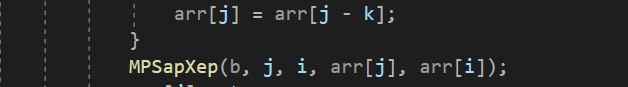 arr[j] = arr[j - k];
}
MPSapXep(b, j, i, arr[j], arr[i]);